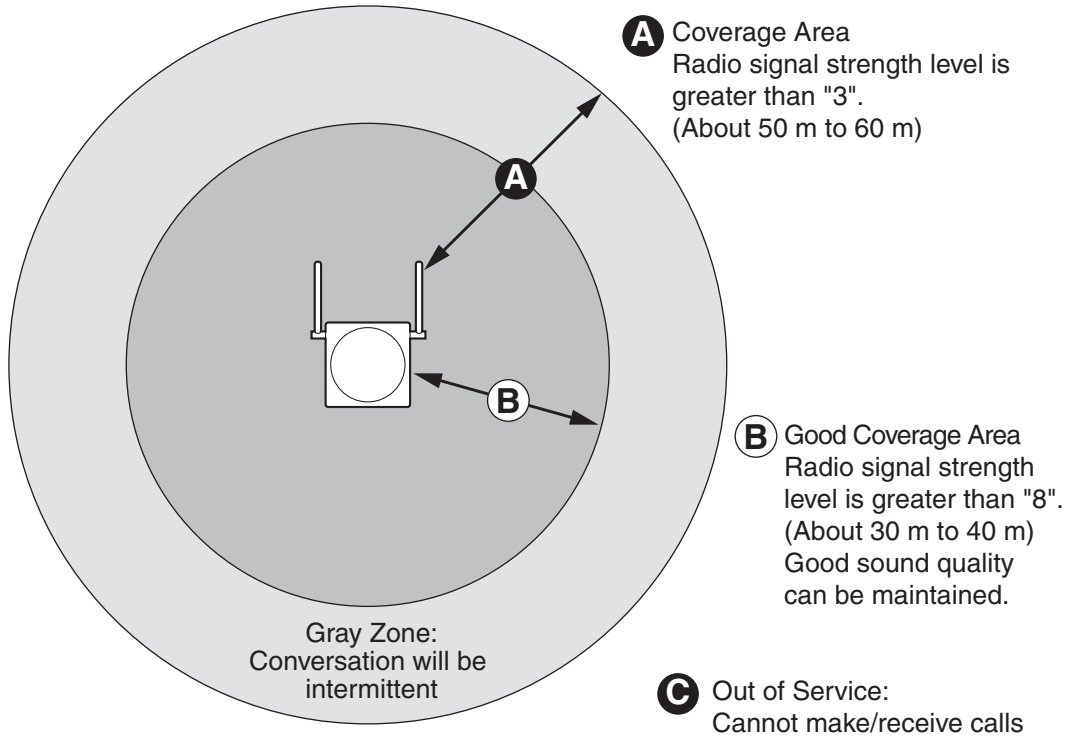 A Coverage Area
Radio signal strength level is
greater than "3".
(About 50 m to 60 m)
A
B
B Good Coverage Area
Radio signal strength
level is greater than "8".
(About 30 m to 40 m)
Good sound quality
can be maintained.
Gray Zone:
Conversation will be
intermittent
C Out of Service:
Cannot make/receive calls